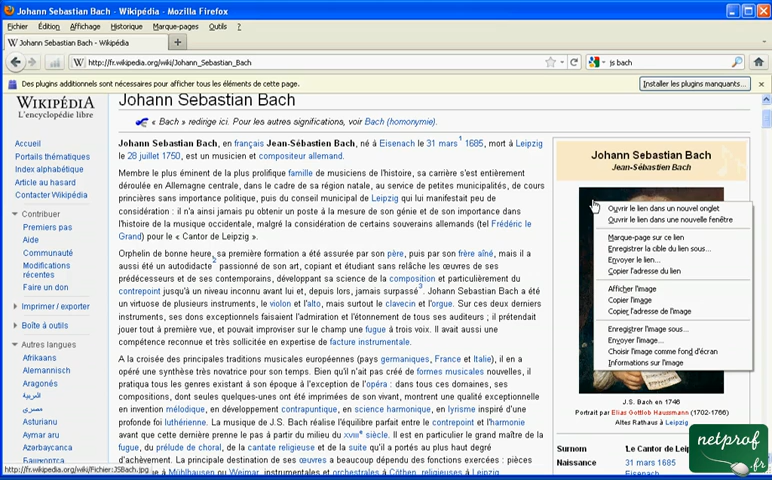 Johann Sebastian Bach - Wikipédia - Mozilla Firefox
Fichier Édition Affichage Historique Marque-pages Outils ?
W Johann Sebastian Bach - Wikipédia +
http://fr.wikipedia.org/wiki/Johann_Sebastian_Bach
js bach
Des plugins additionnels sont nécessaires pour afficher tous les éléments de cette page.
Installer les plugins manquants...
WIKIPÉDIA
L'encyclopédie libre
Accueil
Portails thématiques
Index alphabétique
Article au hasard
Contacter Wikipédia
Contribuer
Premiers pas
Aide
Communauté
Modifications
récentes
Faire un don
Imprimer / exporter
Boîte à outils
Autres langues
Afrikaans
Alemannisch
Aragonés
العربية
مصرى
Asturianu
Aymar aru
Azərbaycanca
Башҡортса
Johann Sebastian Bach
« Bach » redirige ici. Pour les autres significations, voir Bach (homonymie).
Johann Sebastian Bach, en français Jean-Sébastien Bach, né à Eisenach le 31 mars 1 1685, mort à Leipzig
le 28 juillet 1750, est un musicien et compositeur allemand.
Membre le plus éminent de la plus prolifique famille de musiciens de l'histoire, sa carrière s'est entièrement
déroulée en Allemagne centrale, dans le cadre de sa région natale, au service de petites municipalités, de cours
princières sans importance politique, puis du conseil municipal de Leipzig qui lui manifestait peu de
considération : il n'a ainsi jamais pu obtenir un poste à la mesure de son génie et de son importance
dans l'histoire de la musique occidentale, malgré la considération de certains souverains allemands (tel Frédéric le
Grand) pour le « Cantor de Leipzig ».
Orphelin de bonne heure, sa première formation a été assurée par son père, puis par son frère aîné, mais il a
aussi été un autodidacte 2 passionné de son art, copiant et étudiant sans relâche les œuvres de ses
prédécesseurs et de ses contemporains, développant sa science de la composition et particulièrement du
contrepoint jusqu'à un niveau inconnu avant lui et, depuis lors, jamais surpassé 3. Johann Sebastian Bach a été
un virtuose de plusieurs instruments, le violon et l'alto, mais surtout le clavecin et l'orgue. Sur ces deux derniers
instruments, ses dons exceptionnels faisaient l'admiration et l'étonnement de tous ses auditeurs ; il prétendait
jouer tout à première vue, et pouvait improviser sur le champ une fugue à trois voix. Il avait aussi une
compétence reconnue et très sollicitée en expertise de facture instrumentale.
A la croisée des principales traditions musicales européennes (pays germaniques, France et Italie), il en a
opéré une synthèse très novatrice pour son temps. Bien qu'il n'ait pas créé de formes musicales nouvelles, il
pratiqua tous les genres existant à son époque à l'exception de l'opéra : dans tous ces domaines, ses
compositions, dont seules quelques-unes ont été imprimées de son vivant, montrent une qualité exceptionnelle
en invention mélodique, en développement contrapuntique, en science harmonique, en lyrisme inspiré d'une
profonde foi luthérienne. La musique de J.S. Bach réalise l'équilibre parfait entre le contrepoint et l'harmonie
avant que cette dernière prenne le pas à partir du milieu du XVIIIe siècle. Il est en particulier le grand maître de la
fugue, du prélude de choral, de la cantate religieuse et de la suite qu'il a portés au plus haut degré
d'achèvement. La principale destination de ses œuvres a beaucoup dépendu des fonctions exercées : pièces
Mühlhausen ou Weimar, instrumentales et orchestrales à Cöthen, religieuses à Leipzig
Johann Sebastian Bach
Jean-Sébastien Bach
Ouvrir le lien dans un nouvel onglet
Ouvrir le lien dans une nouvelle fenêtre
Marque-page sur ce lien
Enregistrer la cible du lien sous...
Envoyer le lien...
Copier l'adresse du lien
Afficher l'image
Copier l'image
Copier l'adresse de l'image
Enregistrer l'image sous...
Envoyer l'image...
Choisir l'image comme fond d'écran
Informations sur l'image
J.S. Bach en 1746
Portrait par Elias Gottlob Haussmann (1702-1766)
Altes Rathaus à Leipzig
Surnom 'Le Cantor de Le
Naissance 31 mars 1685
Eisenach
http://fr.wikipedia.org/wiki/Fichier:JSBach.jpg
netprof
.fr